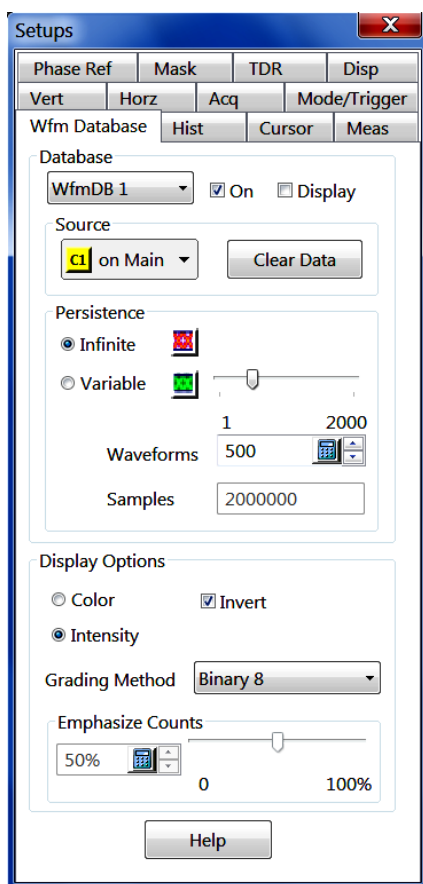 Setups
X
Phase Ref Mask TDR Disp
Vert Horz Acq Mode/Trigger
Wfm Database Hist Cursor Meas
Database
WfmDB 1 On Display
Source
C1 on Main Clear Data
Persistence
Infinite
Variable
1 2000
Waveforms 500
Samples 2000000
Display Options
Color Invert
Intensity
Grading Method Binary 8
Emphasize Counts
50%
0 100%
Help